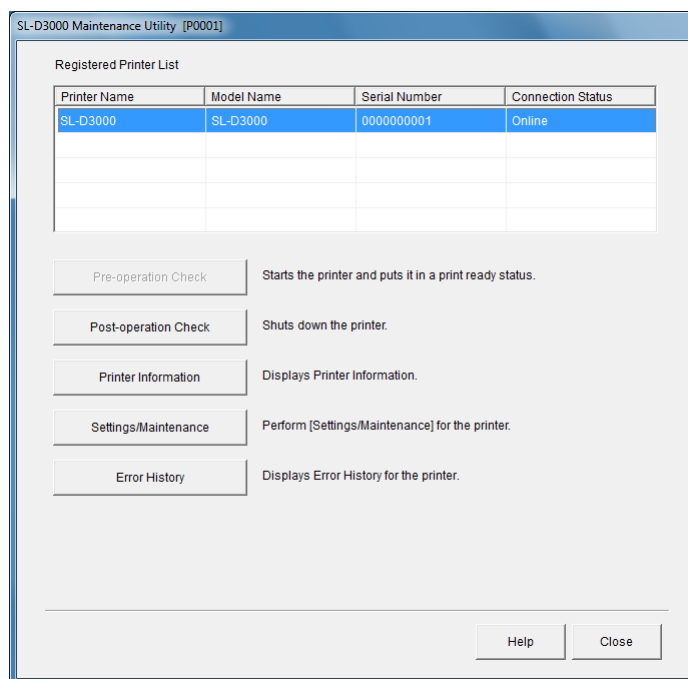 SL-D3000 Maintenance Utility [P0001]
Registered Printer List
Printer Name Model Name Serial Number Connection Status
SL-D3000 SL-D3000 0000000001 Online
Pre-operation Check Starts the printer and puts it in a print ready status.
Post-operation Check Shuts down the printer.
Printer Information Displays Printer Information.
Settings/Maintenance Perform [Settings/Maintenance] for the printer.
Error History Displays Error History for the printer.
Help Close